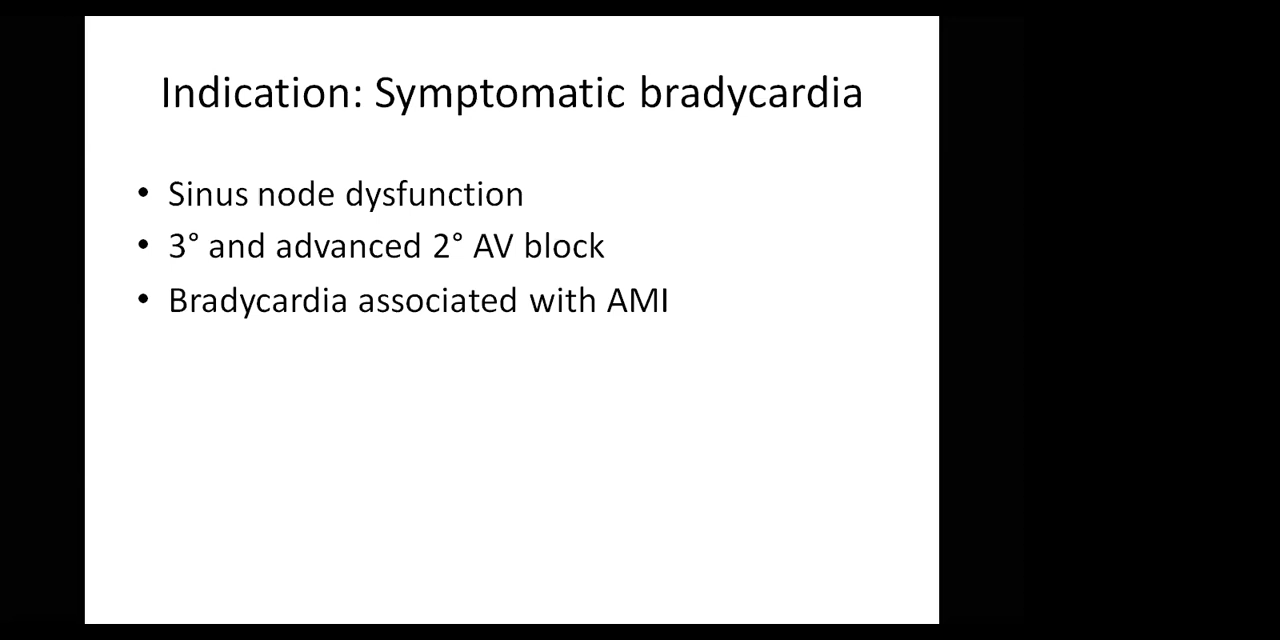 Indication: Symptomatic bradycardia
• Sinus node dysfunction
• 3° and advanced 2° AV block
• Bradycardia associated with AMI